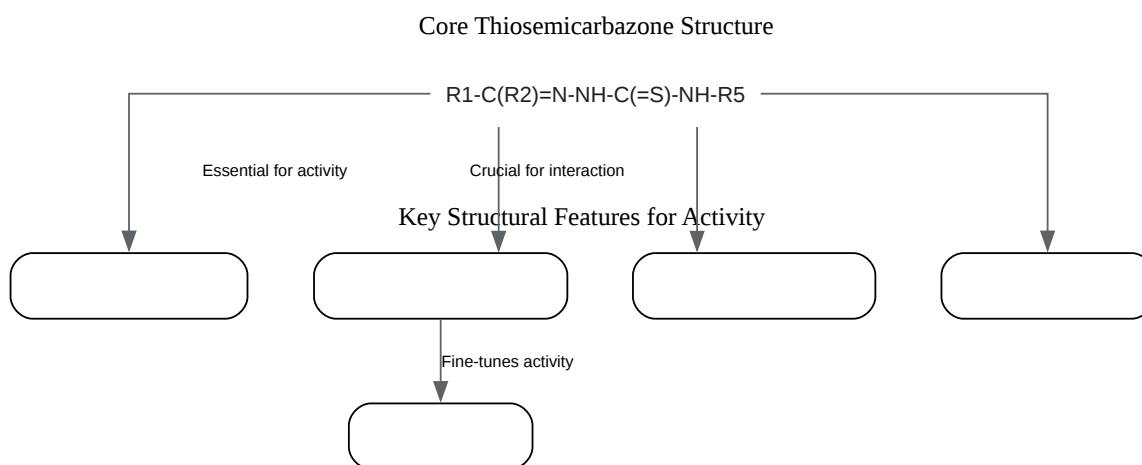 Core Thiosemicarbazone Structure
R1-C(R2)=N-NH-C(=S)-NH-R5
Essential for activity
Crucial for interaction
Key Structural Features for Activity
Fine-tunes activity